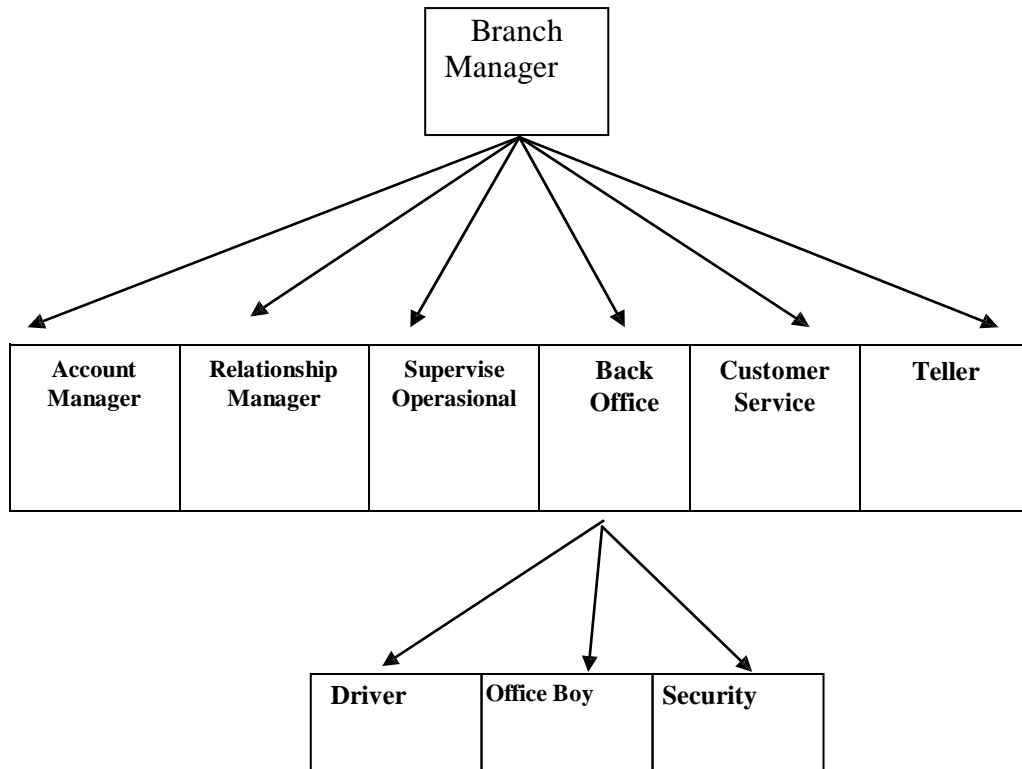 Branch
Manager
Account
Manager
Relationship
Manager
Supervise
Operasional
Back
Office
Customer
Service
Teller
Driver
Office Boy
Security